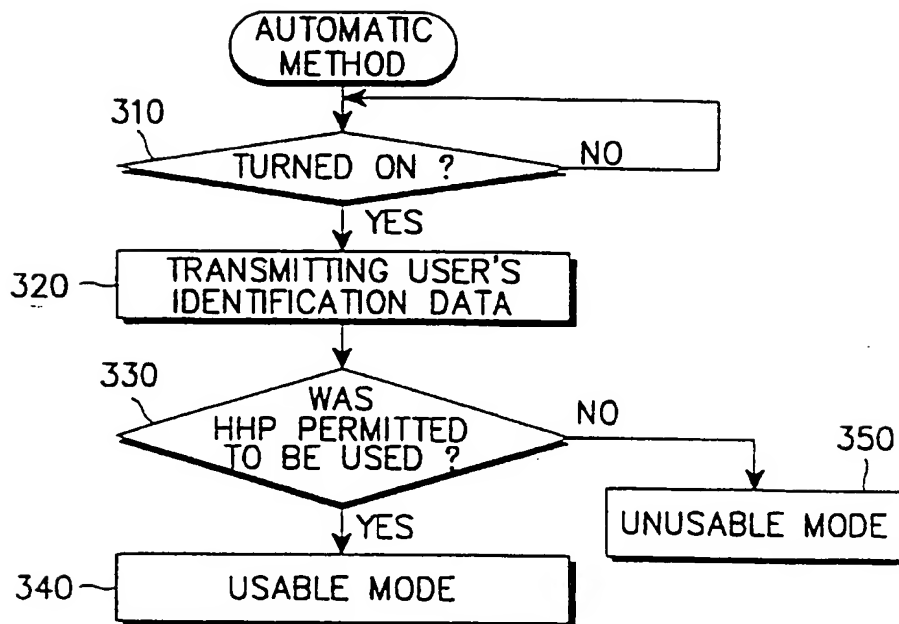 AUTOMATIC
METHOD
310
TURNED ON ?
NO
YES
320
TRANSMITTING USER'S
IDENTIFICATION DATA
330
WAS
HHP PERMITTED
TO BE USED ?
NO
YES
350
UNUSABLE MODE
340
USABLE MODE